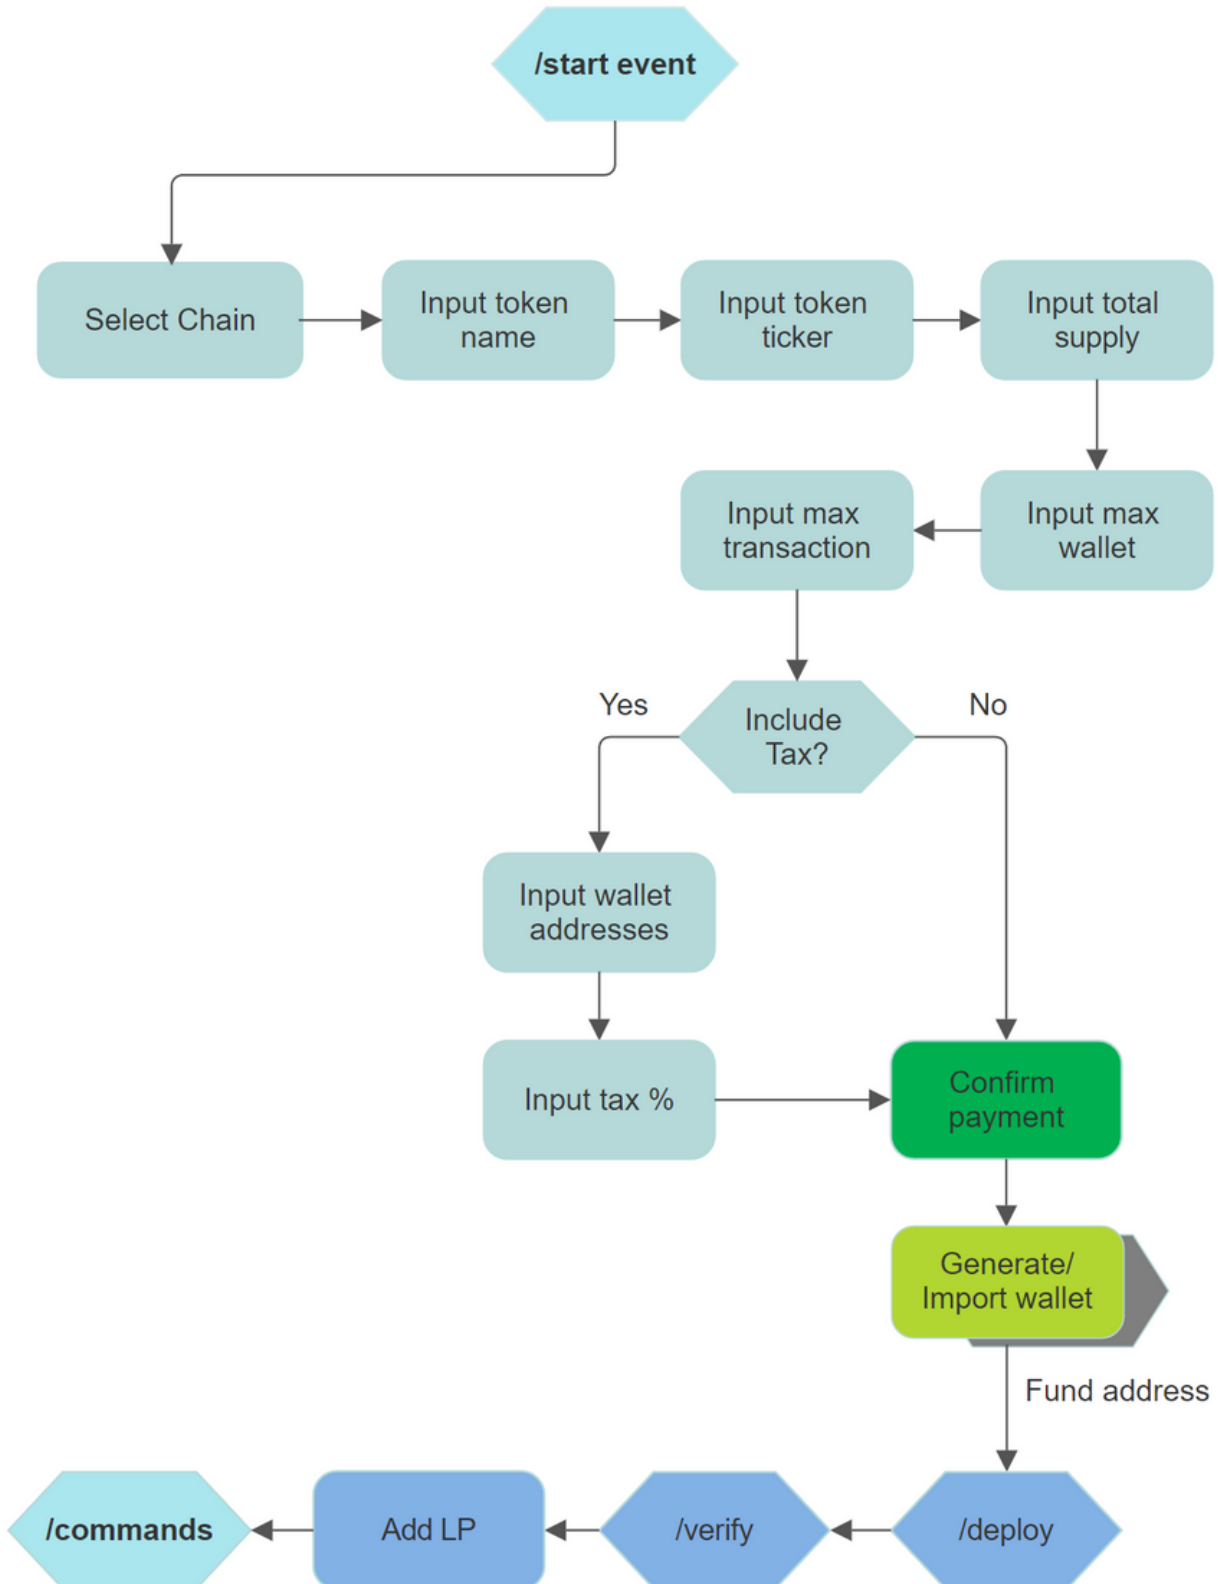 /start event
Select Chain
Input token
name
Input token
ticker
Input total
supply
Input max
transaction
Input max
wallet
Yes
Include
Tax?
No
Input wallet
addresses
Input tax %
Confirm
payment
Generate/
Import wallet
Fund address
/commands
Add LP
/verify
/deploy